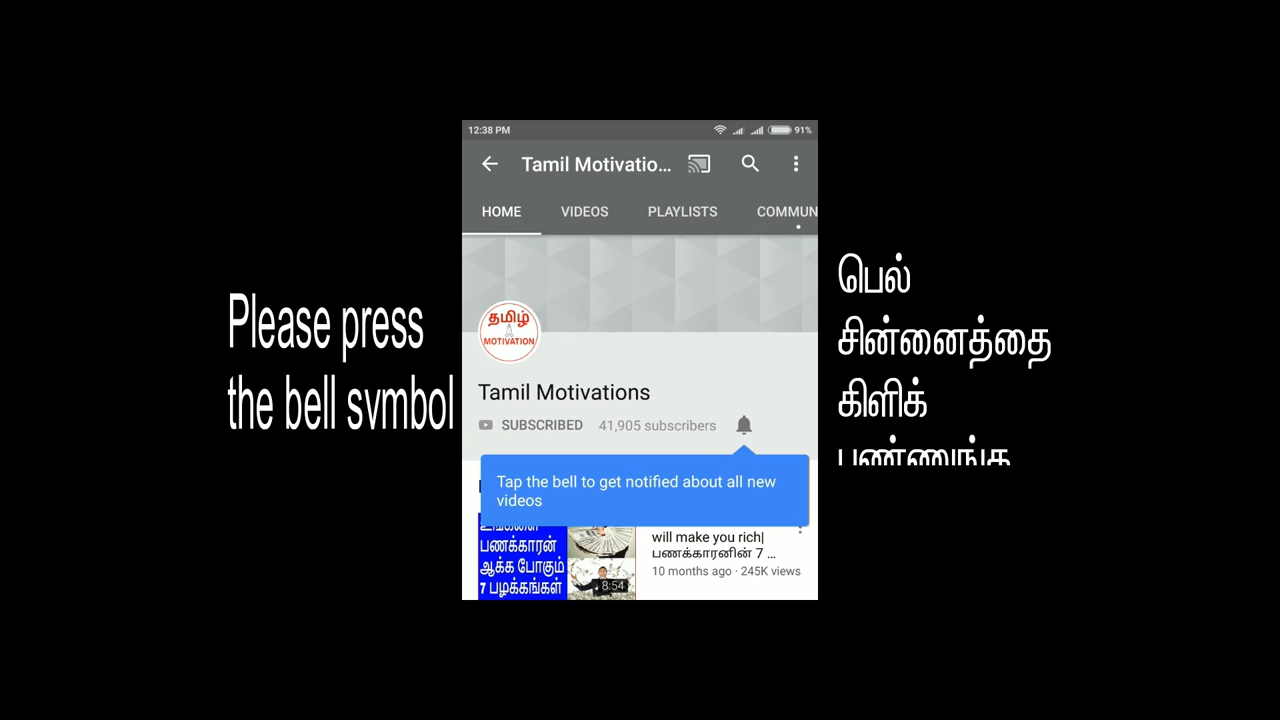 12:38 PM
91%
Tamil Motivatio...
HOME VIDEOS PLAYLISTS COMMUN
தமிழ்
MOTIVATION
Tamil Motivations
SUBSCRIBED 41,905 subscribers
Tap the bell to get notified about all new
videos
பணக்காரன்
ஆக்க போகும்
7 பழக்கங்கள்
8:54
will make you rich|
பணக்காரனின் 7 ...
10 months ago · 245K views
Please press
the bell symbol
பெல்
சின்னைத்தை
கிளிக்
பண்ணுங்க